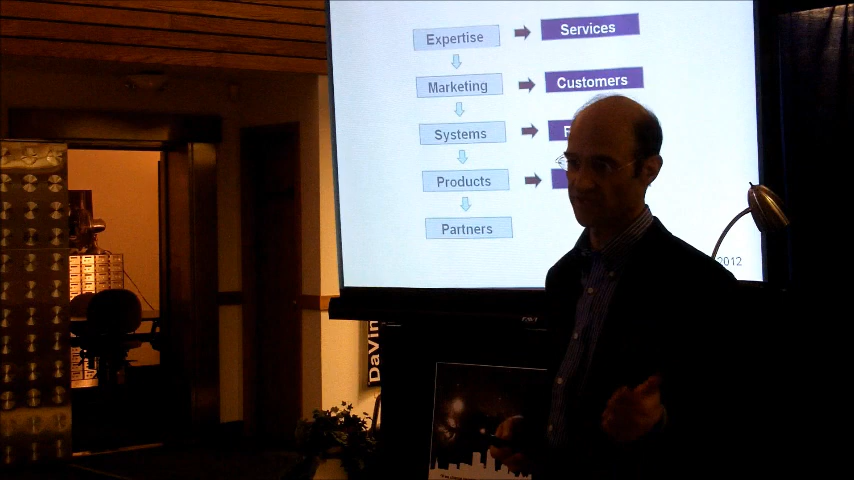 Expertise
Services
Marketing
Customers
Systems
F
Products
Partners
2012
DaVin